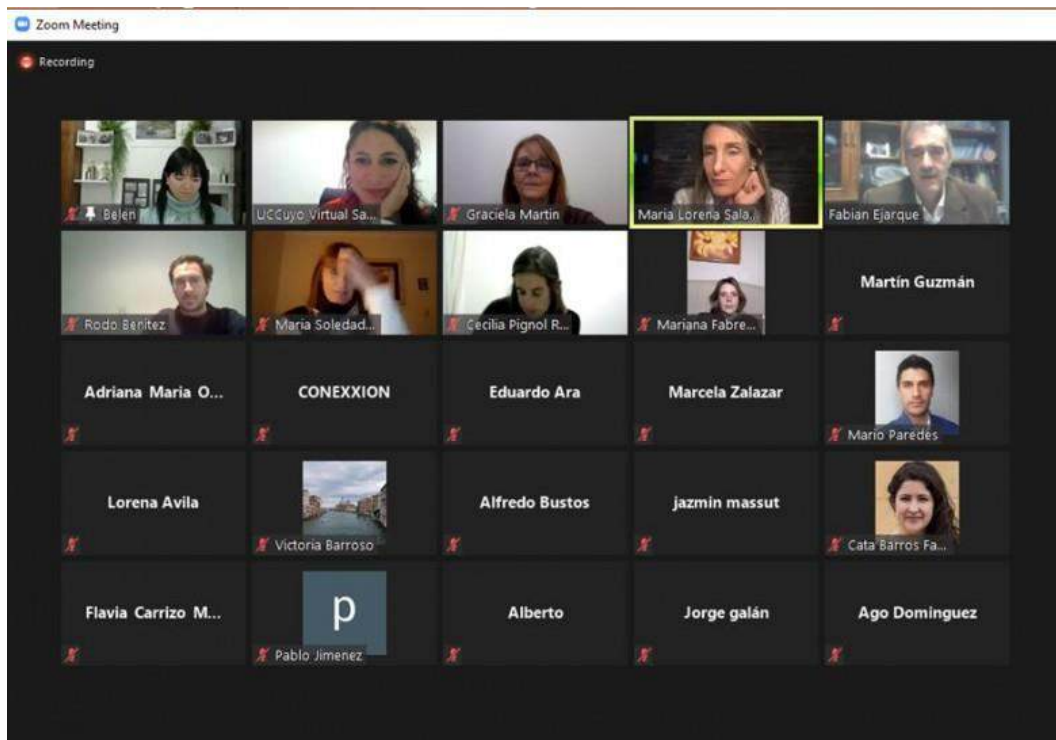 Zoom Meeting
Recording
Belen
UCCuyo Virtual Sa...
Graciela Martin
Maria Lorena Sala...
Fabian Ejarque
Rodo Benitez
Maria Soledad...
Cecilia Pignol R...
Mariana Fabre...
Martín Guzmán
Adriana Maria O...
CONEXXION
Eduardo Ara
Marcela Zalazar
Mario Paredes
Lorena Avila
Victoria Barroso
Alfredo Bustos
jazmin massut
Cata Barros Fa...
Flavia Carrizo M...
p
Pablo Jimenez
Alberto
Jorge galán
Ago Dominguez